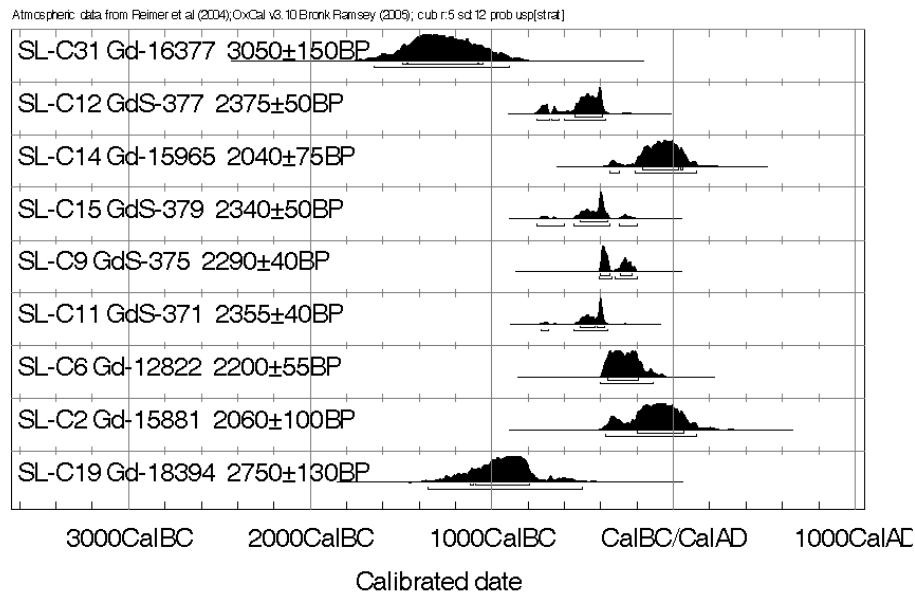 Atmospheric data from Reimer et al (2004);OxCal v3.10 Bronk Ramsey (2005); cub r:5 sd:12 prob usp[strat]
SL-C31 Gd-16377 3050±150BP
SL-C12 GdS-377 2375±50BP
SL-C14 Gd-15965 2040±75BP
SL-C15 GdS-379 2340±50BP
SL-C9 GdS-375 2290±40BP
SL-C11 GdS-371 2355±40BP
SL-C6 Gd-12822 2200±55BP
SL-C2 Gd-15881 2060±100BP
SL-C19 Gd-18394 2750±130BP
3000CalBC 2000CalBC 1000CalBC CalBC/CalAD 1000CalAD
Calibrated date